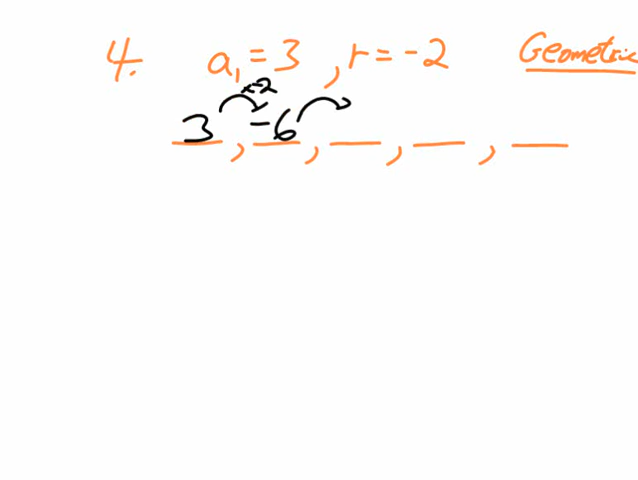 4. a₁ = 3 , r = -2 Geometric
×-2
3 , -6 , __ , __ , __